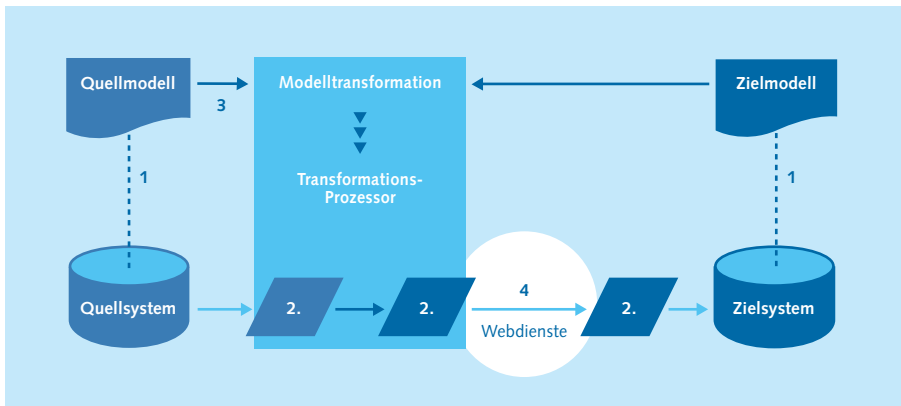 Quellmodell
Modelltransformation
Zielmodell
3
1
1
Transformations-
Prozessor
Quellsystem
2.
2.
4
Webdienste
2.
Zielsystem